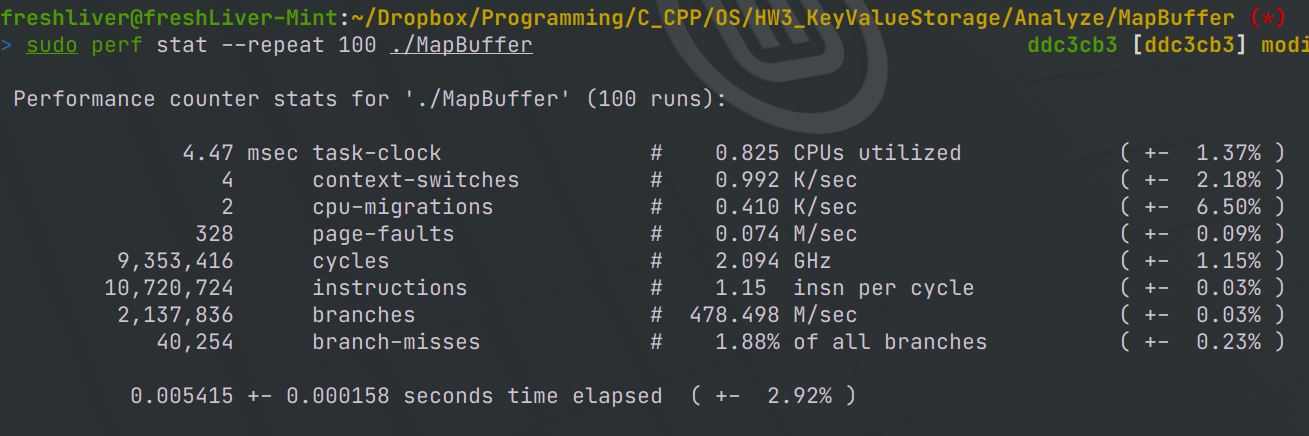 freshliver@freshLiver-Mint:~/Dropbox/Programming/C_CPP/OS/HW3_KeyValueStorage/Analyze/MapBuffer (*)
> sudo perf stat --repeat 100 ./MapBuffer ddc3cb3 [ddc3cb3] modi
Performance counter stats for './MapBuffer' (100 runs):
4.47 msec task-clock # 0.825 CPUs utilized ( +- 1.37% )
4 context-switches # 0.992 K/sec ( +- 2.18% )
2 cpu-migrations # 0.410 K/sec ( +- 6.50% )
328 page-faults # 0.074 M/sec ( +- 0.09% )
9,353,416 cycles # 2.094 GHz ( +- 1.15% )
10,720,724 instructions # 1.15 insn per cycle ( +- 0.03% )
2,137,836 branches # 478.498 M/sec ( +- 0.03% )
40,254 branch-misses # 1.88% of all branches ( +- 0.23% )
0.005415 +- 0.000158 seconds time elapsed ( +- 2.92% )